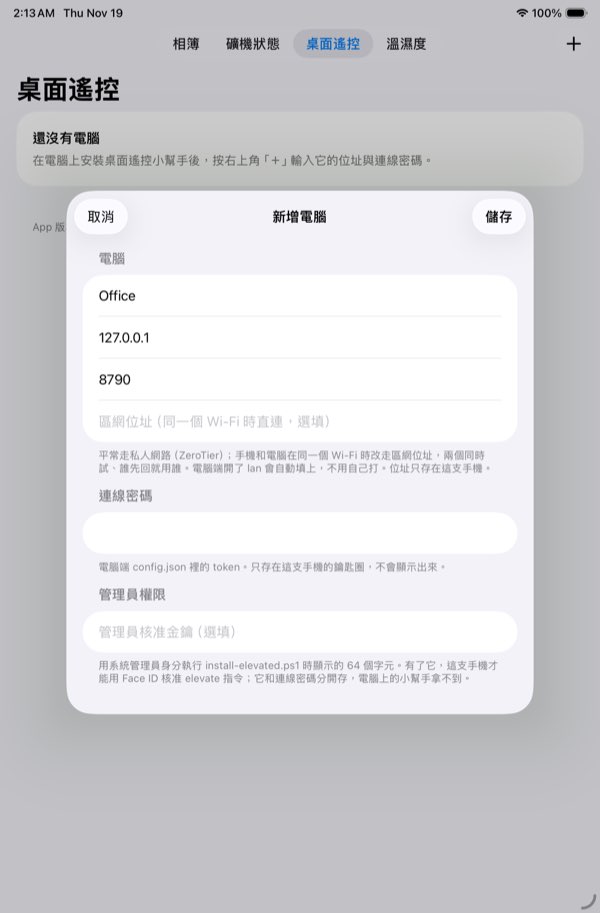 2:13 AM Thu Nov 19
100%
相簿 礦機狀態 桌面遙控 溫濕度
桌面遙控
還沒有電腦
在電腦上安裝桌面遙控小幫手後，按右上角「＋」輸入它的位址與連線密碼。
App 版
取消 新增電腦 儲存
電腦
Office
127.0.0.1
8790
區網位址（同一個 Wi-Fi 時直連，選填）
平常走私人網路（ZeroTier）；手機和電腦在同一個 Wi-Fi 時改走區網位址，兩個同時
試、誰先回就用誰。電腦端開了 lan 會自動填上，不用自己打。位址只存在這支手機。
連線密碼
電腦端 config.json 裡的 token。只存在這支手機的鑰匙圈，不會顯示出來。
管理員權限
管理員核准金鑰（選填）
用系統管理員身分執行 install-elevated.ps1 時顯示的 64 個字元。有了它，這支手機才
能用 Face ID 核准 elevate 指令；它和連線密碼分開存，電腦上的小幫手拿不到。